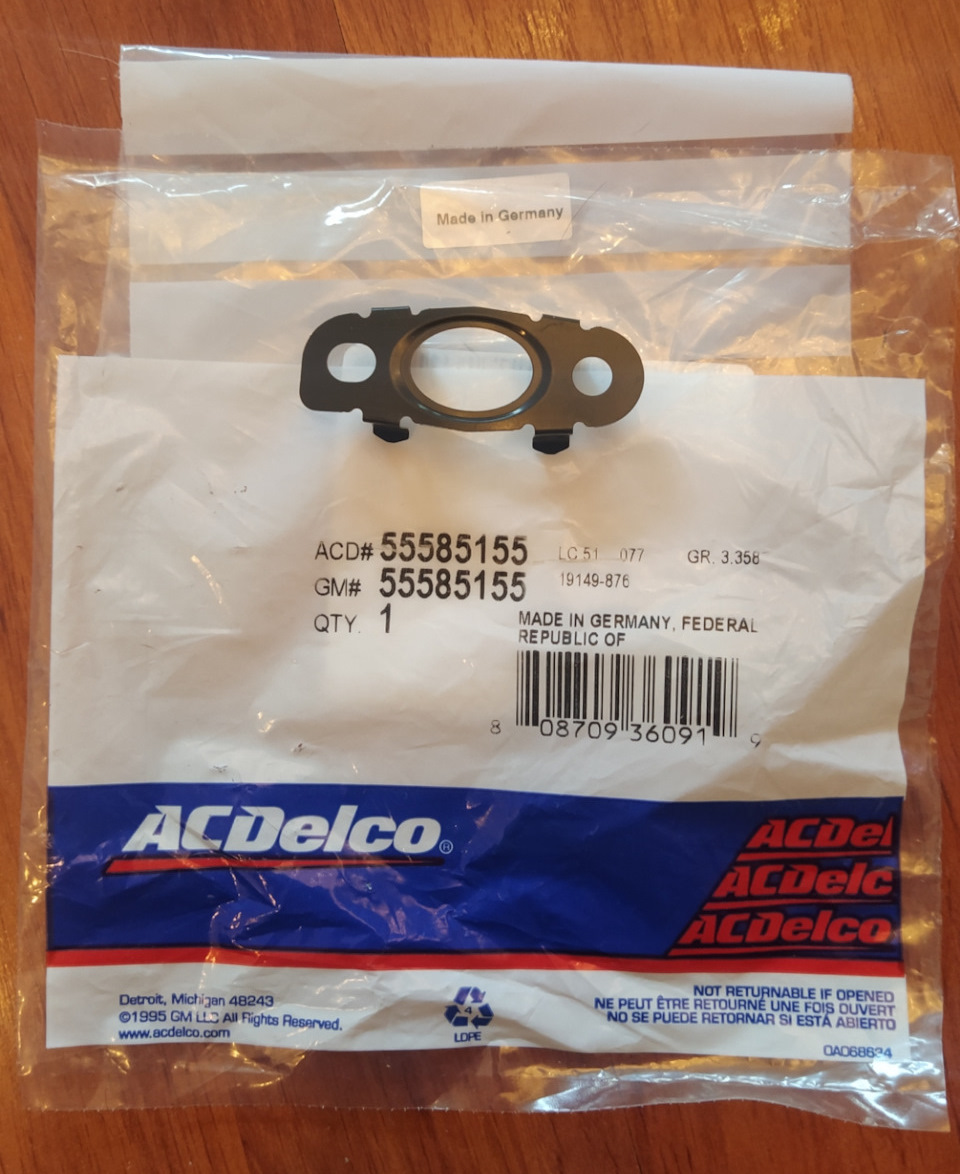 Made in Germany
ACD# 55585155 LC 51 077 GR. 3.358
GM# 55585155 19149-876
QTY. 1
MADE IN GERMANY, FEDERAL
REPUBLIC OF
8 08709 36091 9
ACDelco®
ACDel
ACDelc
ACDelco
Detroit, Michigan 48243
©1995 GM LLC All Rights Reserved.
www.acdelco.com
4
LDPE
NOT RETURNABLE IF OPENED
NE PEUT ÊTRE RETOURNÉ UNE FOIS OUVERT
NO SE PUEDE RETORNAR SI ESTÁ ABIERTO